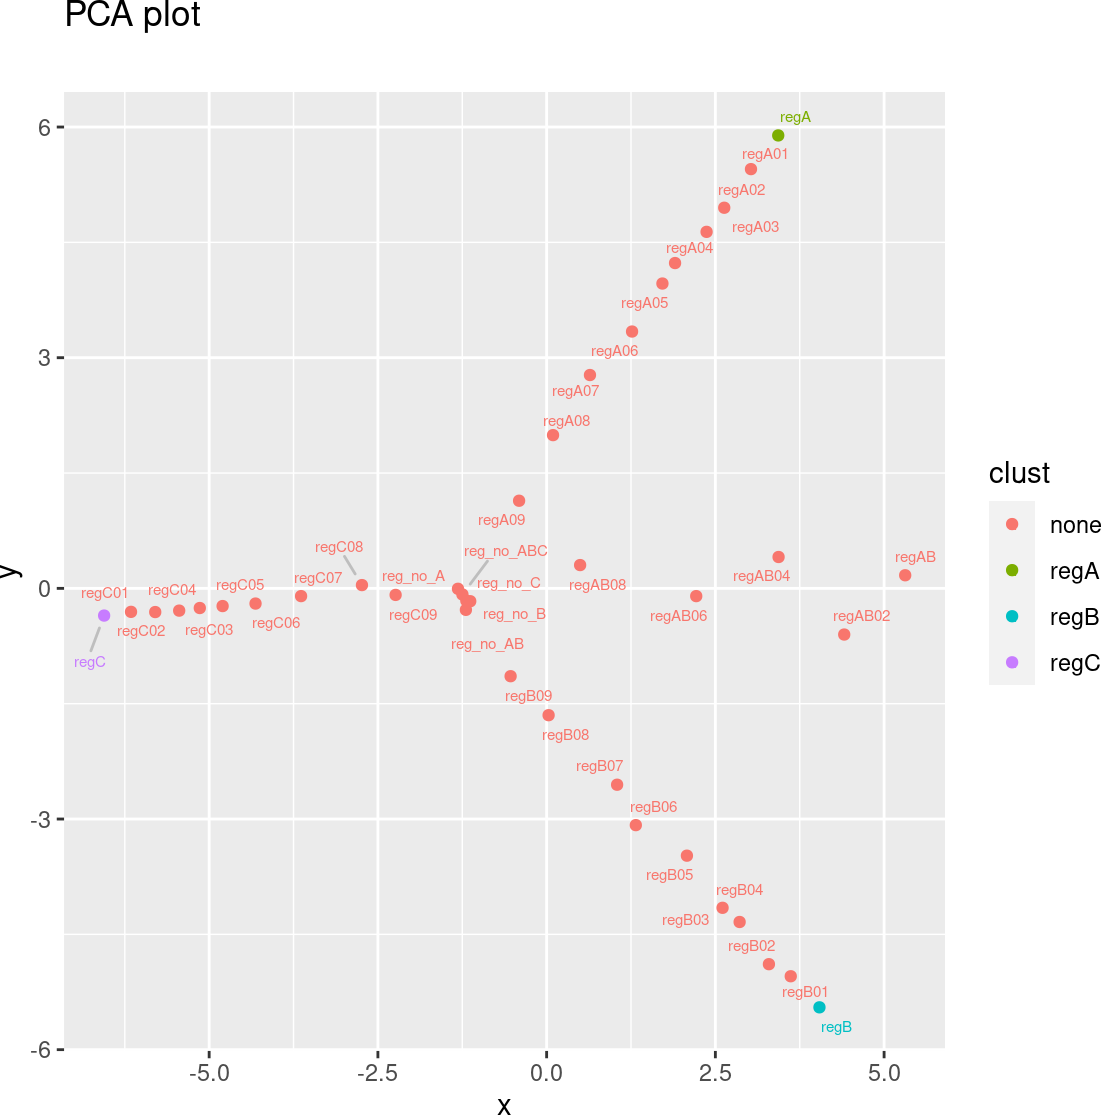 PCA plot
regA
6
regA01
regA02
regA03
regA04
regA05
regA06
3
regA07
regA08
clust
none
regA
regB
regC
regA09
regC08
reg_no_ABC
regAB
regC07
reg_no_A
reg_no_C
regAB08
regAB04
y
0
regC01
regC04
regC05
regC02
regC03
regC06
regC09
reg_no_B
regAB06
regAB02
regC
reg_no_AB
regB09
regB08
regB07
regB06
-3
regB05
regB04
regB03
regB02
regB01
regB
-6
-5.0 -2.5 0.0 2.5 5.0
x